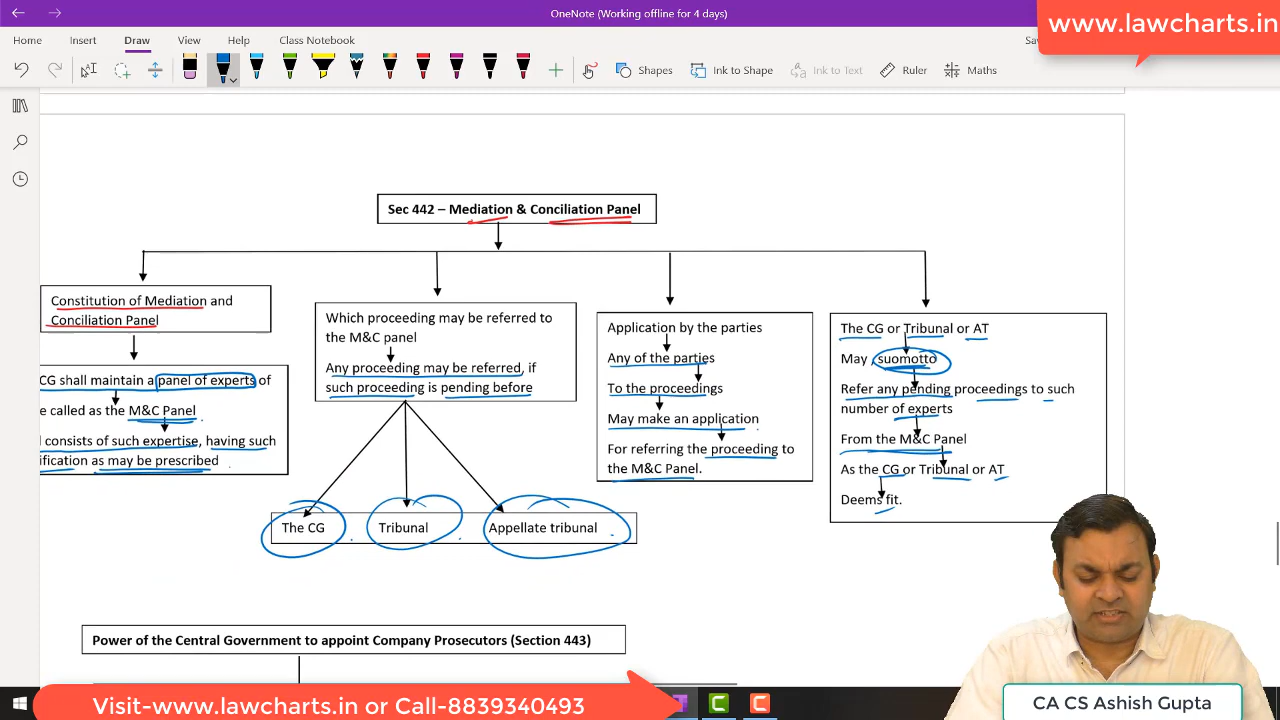 OneNote (Working offline for 4 days)
www.lawcharts.in
Home Insert Draw View Help Class Notebook
Shapes Ink to Shape Ink to Text Ruler Maths
Sec 442 – Mediation & Conciliation Panel
Constitution of Mediation and
Conciliation Panel
CG shall maintain a panel of experts of
e called as the M&C Panel
consists of such expertise, having such
ification as may be prescribed
Which proceeding may be referred to
the M&C panel
Any proceeding may be referred, if
such proceeding is pending before
The CG Tribunal Appellate tribunal
Application by the parties
Any of the parties
To the proceedings
May make an application
For referring the proceeding to
the M&C Panel.
The CG or Tribunal or AT
May suomotto
Refer any pending proceedings to such
number of experts
From the M&C Panel
As the CG or Tribunal or AT
Deems fit.
Power of the Central Government to appoint Company Prosecutors (Section 443)
Visit-www.lawcharts.in or Call-8839340493
CA CS Ashish Gupta